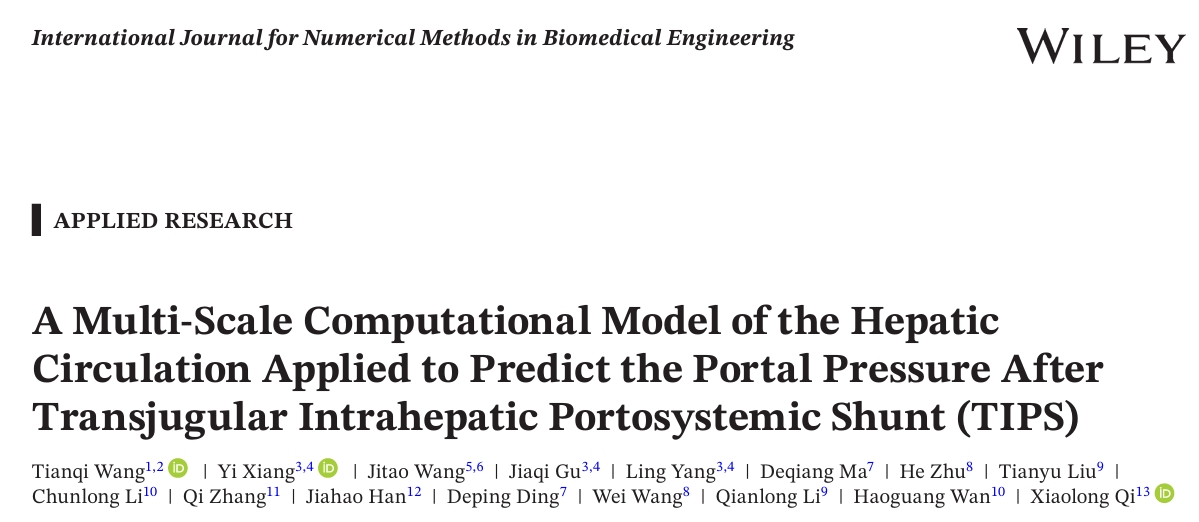 International Journal for Numerical Methods in Biomedical Engineering
WILEY
APPLIED RESEARCH
A Multi-Scale Computational Model of the Hepatic
Circulation Applied to Predict the Portal Pressure After
Transjugular Intrahepatic Portosystemic Shunt (TIPS)
Tianqi Wang1,2 iD | Yi Xiang3,4 iD | Jitao Wang5,6 | Jiaqi Gu3,4 | Ling Yang3,4 | Deqiang Ma7 | He Zhu8 | Tianyu Liu9 |
Chunlong Li10 | Qi Zhang11 | Jiahao Han12 | Deping Ding7 | Wei Wang8 | Qianlong Li9 | Haoguang Wan10 | Xiaolong Qi13 iD